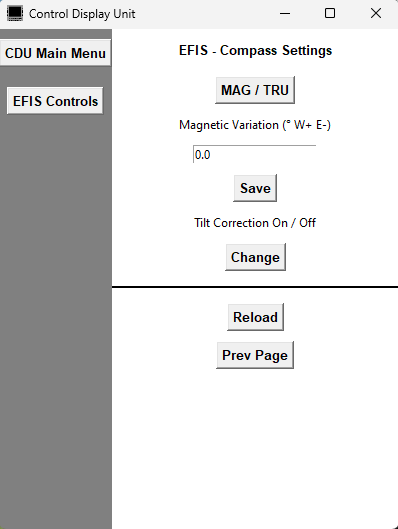 Control Display Unit
CDU Main Menu
EFIS Controls
EFIS - Compass Settings
MAG / TRU
Magnetic Variation (° W+ E-)
0.0
Save
Tilt Correction On / Off
Change
Reload
Prev Page